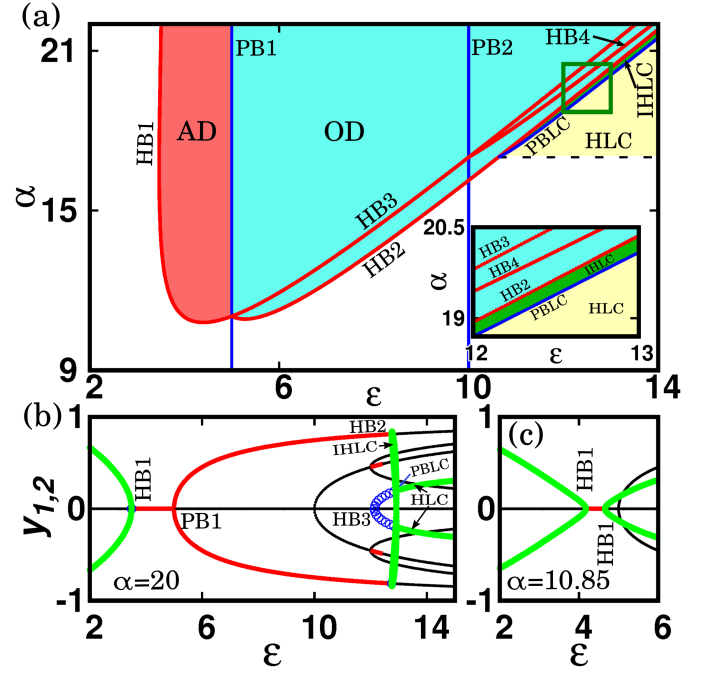 (a)
21
15
9
α
2
6
10
14
ε
HB1
AD
PB1
OD
PB2
HB3
HB2
HB4
IHLC
PBLC
HLC
20.5
19
α
12
13
ε
HB3
HB4
HB2
IHLC
PBLC
HLC
(b)
1
0
-1
y1,2
2
6
10
14
ε
HB1
PB1
α=20
HB2
IHLC
PBLC
HLC
HB3
(c)
1
0
-1
2
4
6
ε
HB1
HB1
α=10.85